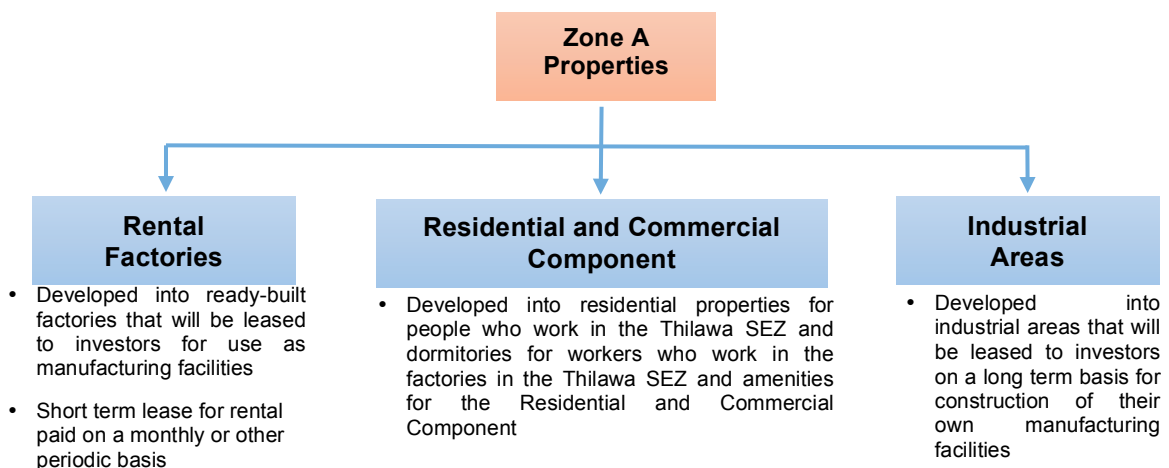 Zone A
Properties
Rental
Factories
• Developed into ready-built
factories that will be leased
to investors for use as
manufacturing facilities
• Short term lease for rental
paid on a monthly or other
periodic basis
Residential and Commercial
Component
• Developed into residential properties for
people who work in the Thilawa SEZ and
dormitories for workers who work in the
factories in the Thilawa SEZ and amenities
for the Residential and Commercial
Component
Industrial
Areas
• Developed into
industrial areas that will
be leased to investors
on a long term basis for
construction of their
own manufacturing
facilities